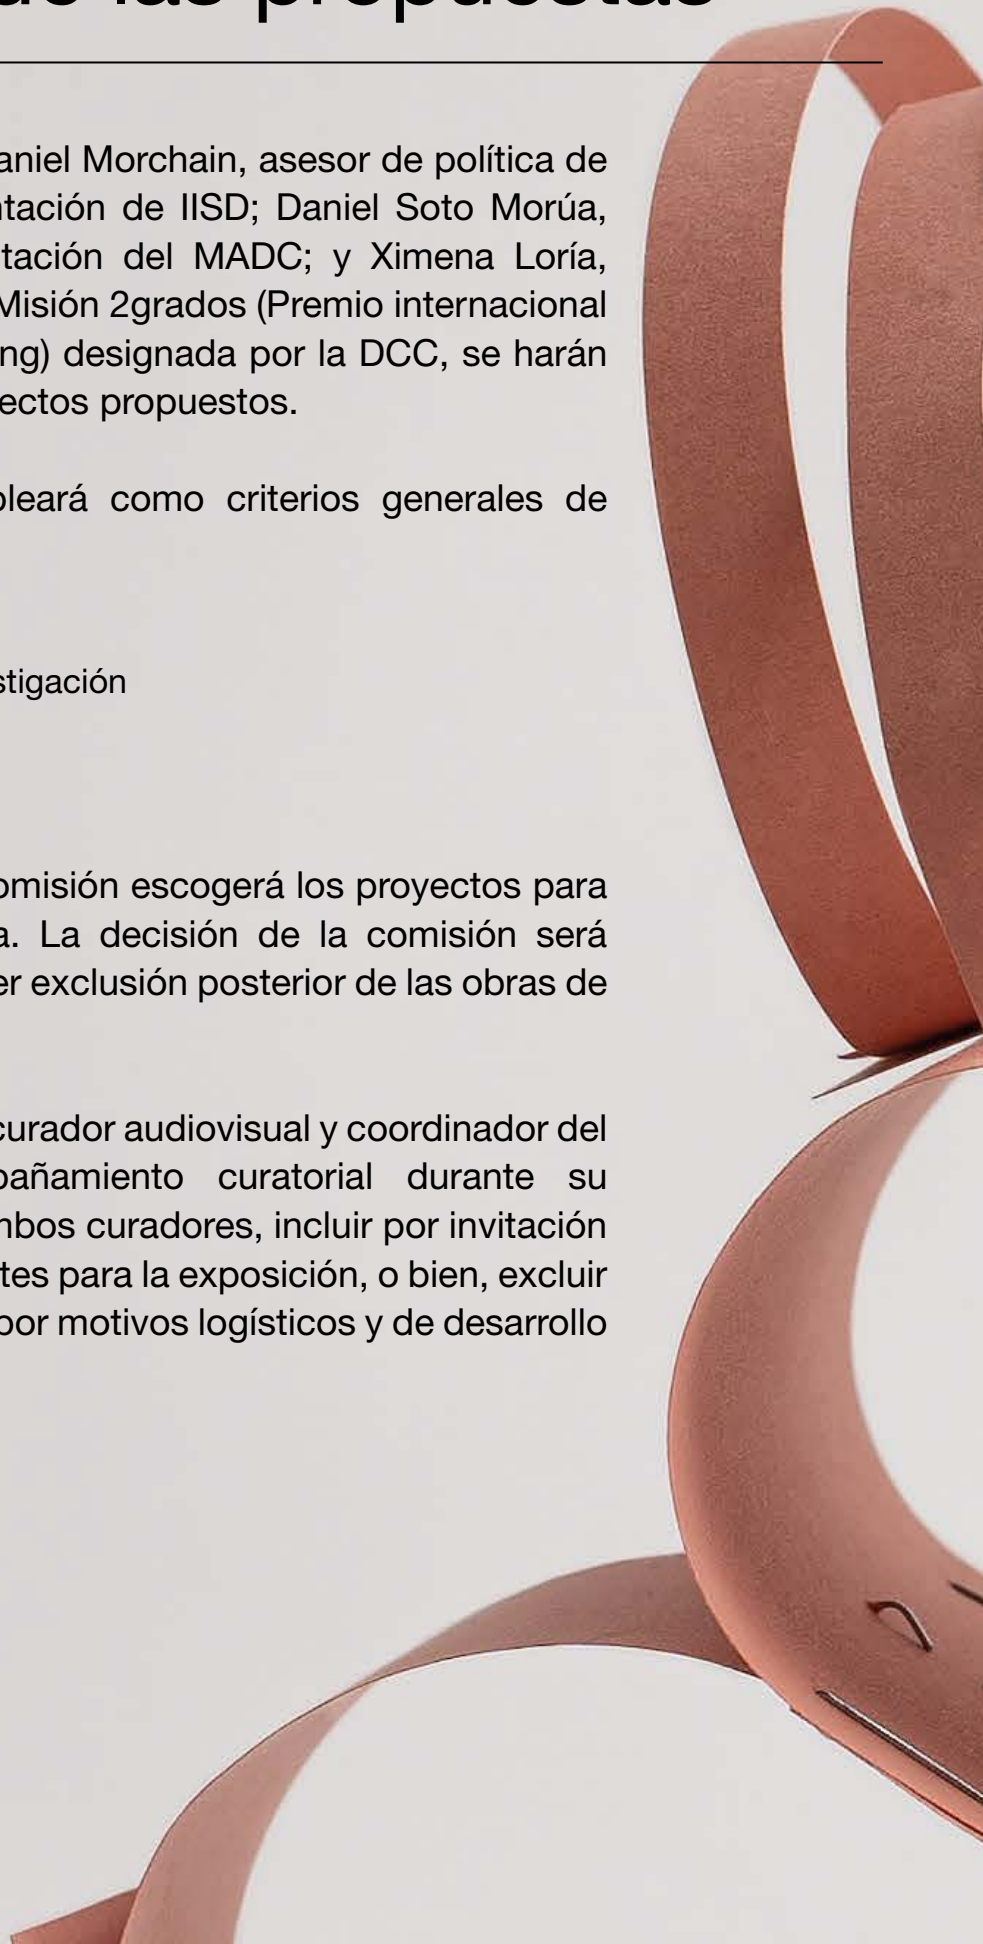 de las propuestas
aniel Morchain, asesor de política de
ntación de IISD; Daniel Soto Morúa,
tación del MADC; y Ximena Loría,
Misión 2grados (Premio internacional
ng) designada por la DCC, se harán
ectos propuestos.
pleará como criterios generales de
stigación
omisión escogerá los proyectos para
a. La decisión de la comisión será
er exclusión posterior de las obras de
curador audiovisual y coordinador del
pañamiento curatorial durante su
mbos curadores, incluir por invitación
tes para la exposición, o bien, excluir
por motivos logísticos y de desarrollo